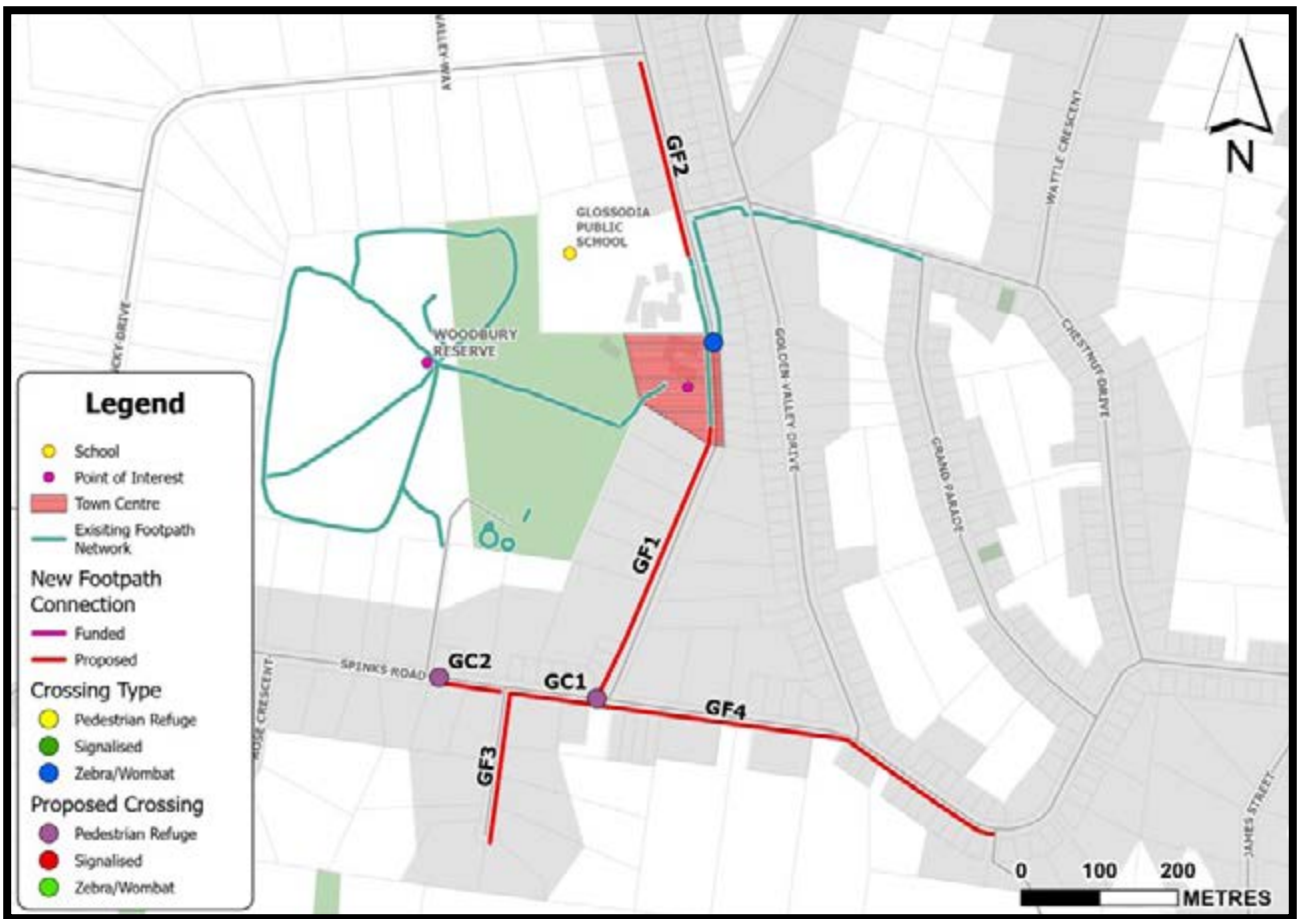 VALLEY WAY
GF2
WATTLE CRESCENT
N
GLOSSODIA
PUBLIC
SCHOOL
WOODBURY
RESERVE
GOLDEN VALLEY DRIVE
CHESTNUT DRIVE
GRAND PARADE
GF1
SPINKS ROAD
GC2
GC1
GF4
GF3
JAMES STREET
0 100 200
METRES
Legend
School
Point of Interest
Town Centre
Exisiting Footpath
Network
New Footpath
Connection
Funded
Proposed
Crossing Type
Pedestrian Refuge
Signalised
Zebra/Wombat
Proposed Crossing
Pedestrian Refuge
Signalised
Zebra/Wombat
DRIVE
CRESCENT